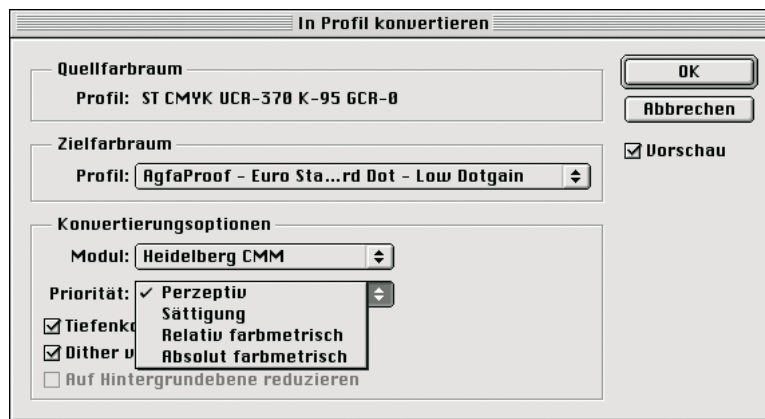 In Profil konvertieren
Quellfarbraum
Profil: ST CMYK UCR-370 K-95 GCR-0
Zielfarbraum
Profil: AgfaProof - Euro Sta...rd Dot - Low Dotgain
Konvertierungsoptionen
Modul: Heidelberg CMM
Priorität: Perzeptiv
Sättigung
Relativ farbmetrisch
Absolut farbmetrisch
Dither
Auf Hintergrundebene reduzieren
OK
Abbrechen
Vorschau